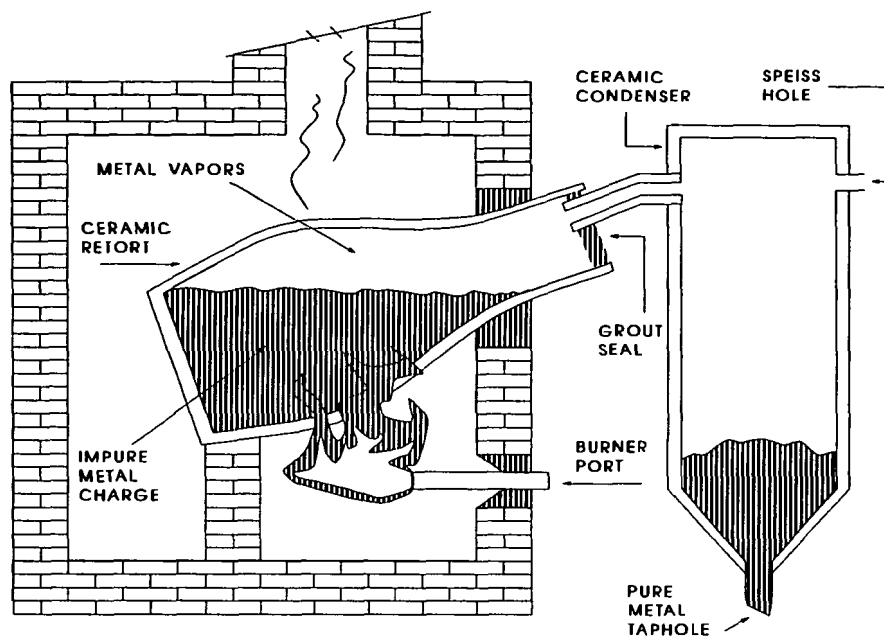 CERAMIC
CONDENSER
SPEISS
HOLE
METAL VAPORS
CERAMIC
RETORT
GROUT
SEAL
IMPURE
METAL
CHARGE
BURNER
PORT
PURE
METAL
TAPHOLE